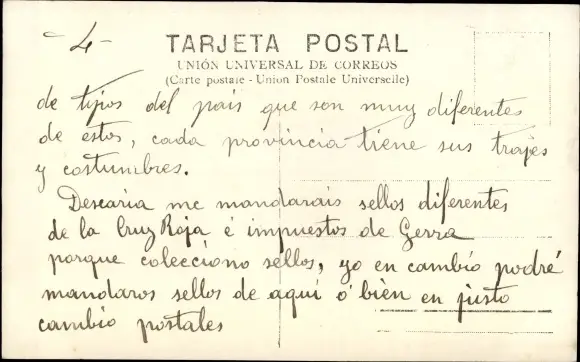 -4-
TARJETA POSTAL
UNIÓN UNIVERSAL DE CORREOS
(Carte postale - Union Postale Universelle)
de tipos del país que son muy diferentes
de estos, cada provincia tiene sus trajes
y costumbres.
Desearia me mandarais sellos diferentes
de la Cruz Roja é impuestos de Gerra
porque colecciono sellos, yo en cambio podré
mandaros sellos de aquí ó bien en justo
cambio postales